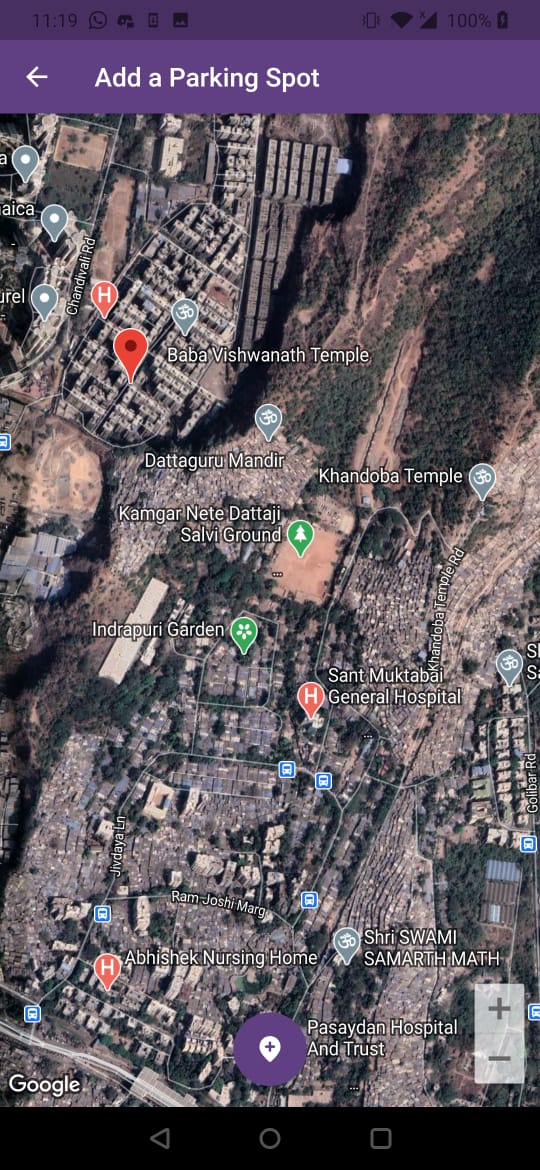 11:19
100%
Add a Parking Spot
a
aica
Chandivali Rd
urel
H
Baba Vishwanath Temple
Dattaguru Mandir
Khandoba Temple
Kamgar Nete Dattaji
Salvi Ground
Khandoba Temple Rd
Indrapuri Garden
Sant Muktabai
General Hospital
H
Golibar Rd
Jivdaya Ln
Ram Joshi Marg
Shri SWAMI
SAMARTH MATH
Abhishek Nursing Home
H
Pasaydan Hospital
And Trust
Google